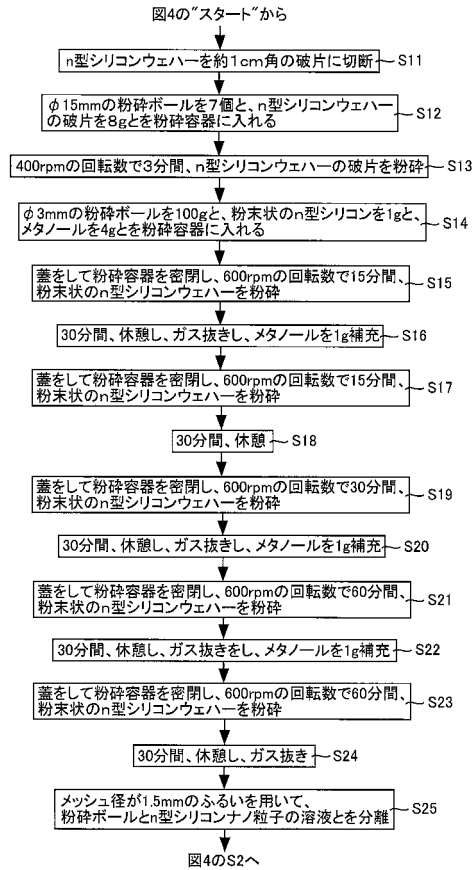 図4の"スタート"から
n型シリコンウェハーを約1cm角の破片に切断
S11
φ15mmの粉砕ボールを7個と、n型シリコンウェハー
の破片を8gとを粉砕容器に入れる
S12
400rpmの回転数で3分間、n型シリコンウェハーの破片を粉砕
S13
φ3mmの粉砕ボールを100gと、粉末状のn型シリコンを1gと、
メタノールを4gとを粉砕容器に入れる
S14
蓋をして粉砕容器を密閉し、600rpmの回転数で15分間、
粉末状のn型シリコンウェハーを粉砕
S15
30分間、休憩し、ガス抜きし、メタノールを1g補充
S16
蓋をして粉砕容器を密閉し、600rpmの回転数で15分間、
粉末状のn型シリコンウェハーを粉砕
S17
30分間、休憩
S18
蓋をして粉砕容器を密閉し、600rpmの回転数で30分間、
粉末状のn型シリコンウェハーを粉砕
S19
30分間、休憩し、ガス抜きし、メタノールを1g補充
S20
蓋をして粉砕容器を密閉し、600rpmの回転数で60分間、
粉末状のn型シリコンウェハーを粉砕
S21
30分間、休憩し、ガス抜きをし、メタノールを1g補充
S22
蓋をして粉砕容器を密閉し、600rpmの回転数で60分間、
粉末状のn型シリコンウェハーを粉砕
S23
30分間、休憩し、ガス抜き
S24
メッシュ径が1.5mmのふるいを用いて、
粉砕ボールとn型シリコンナノ粒子の溶液とを分離
S25
図4のS2へ